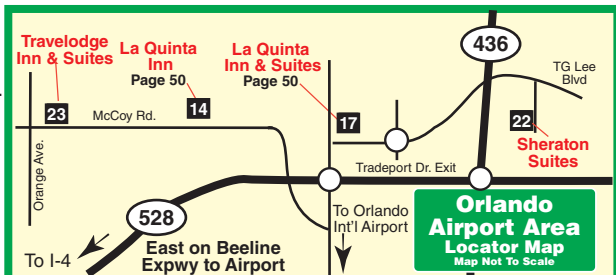 Travelodge
Inn & Suites
La Quinta
Inn
Page 50
La Quinta
Inn & Suites
Page 50
436
TG Lee
Blvd
23
McCoy Rd.
14
17
22
Sheraton
Suites
Orange Ave.
Tradeport Dr. Exit
528
To I-4
East on Beeline
Expwy to Airport
To Orlando
Int'l Airport
Orlando
Airport Area
Locator Map
Map Not To Scale